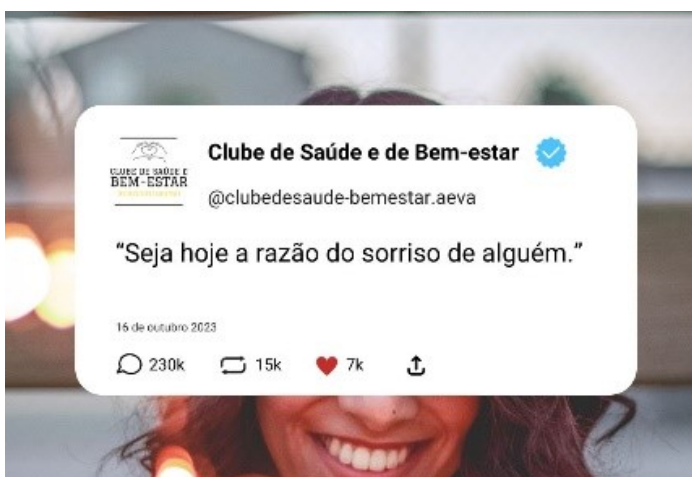 CLUBE DE SAÚDE E
BEM-ESTAR
Clube de Saúde e de Bem-estar
@clubedesaude-bemestar.aeva
“Seja hoje a razão do sorriso de alguém.”
16 de outubro 2023
230k 15k 7k